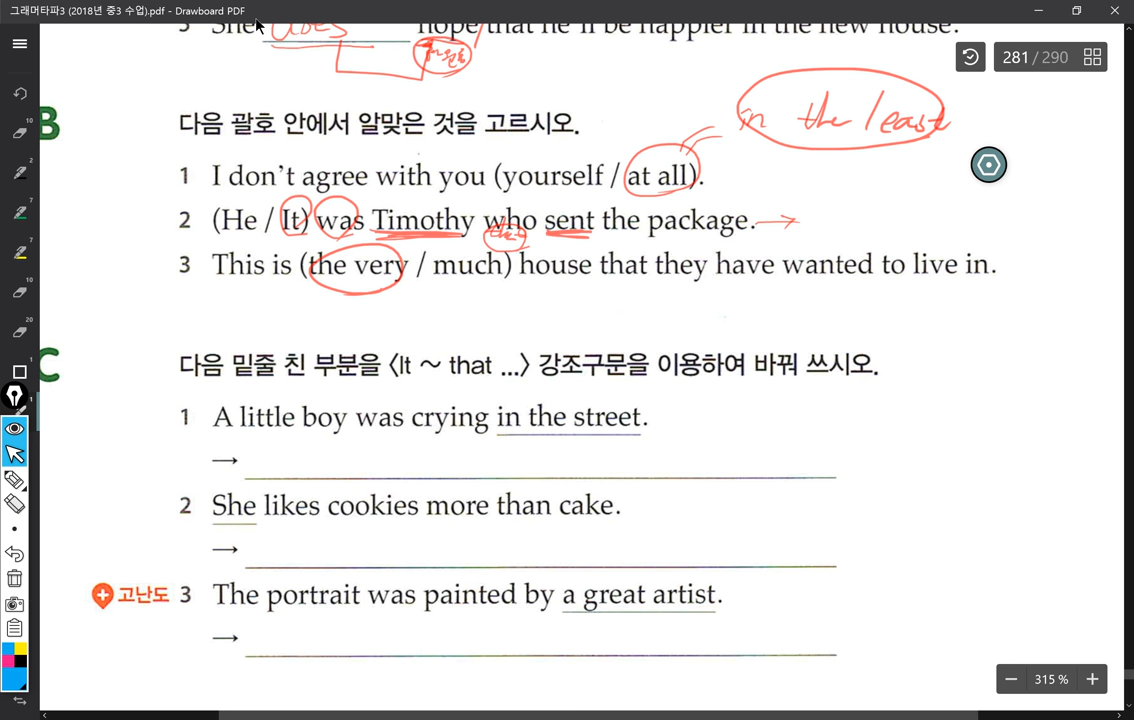 그래머타파3 (2018년 중3 수업).pdf - Drawboard PDF
3 She does hope that he'll be happier in the new house.
281 / 290
B 다음 괄호 안에서 알맞은 것을 고르시오.
in the least
1 I don't agree with you (yourself / at all).
2 (He / It) was Timothy who sent the package.
that
3 This is (the very / much) house that they have wanted to live in.
C 다음 밑줄 친 부분을 〈It ~ that ...〉 강조구문을 이용하여 바꿔 쓰시오.
1 A little boy was crying in the street.
→
2 She likes cookies more than cake.
→
고난도 3 The portrait was painted by a great artist.
→
315 %